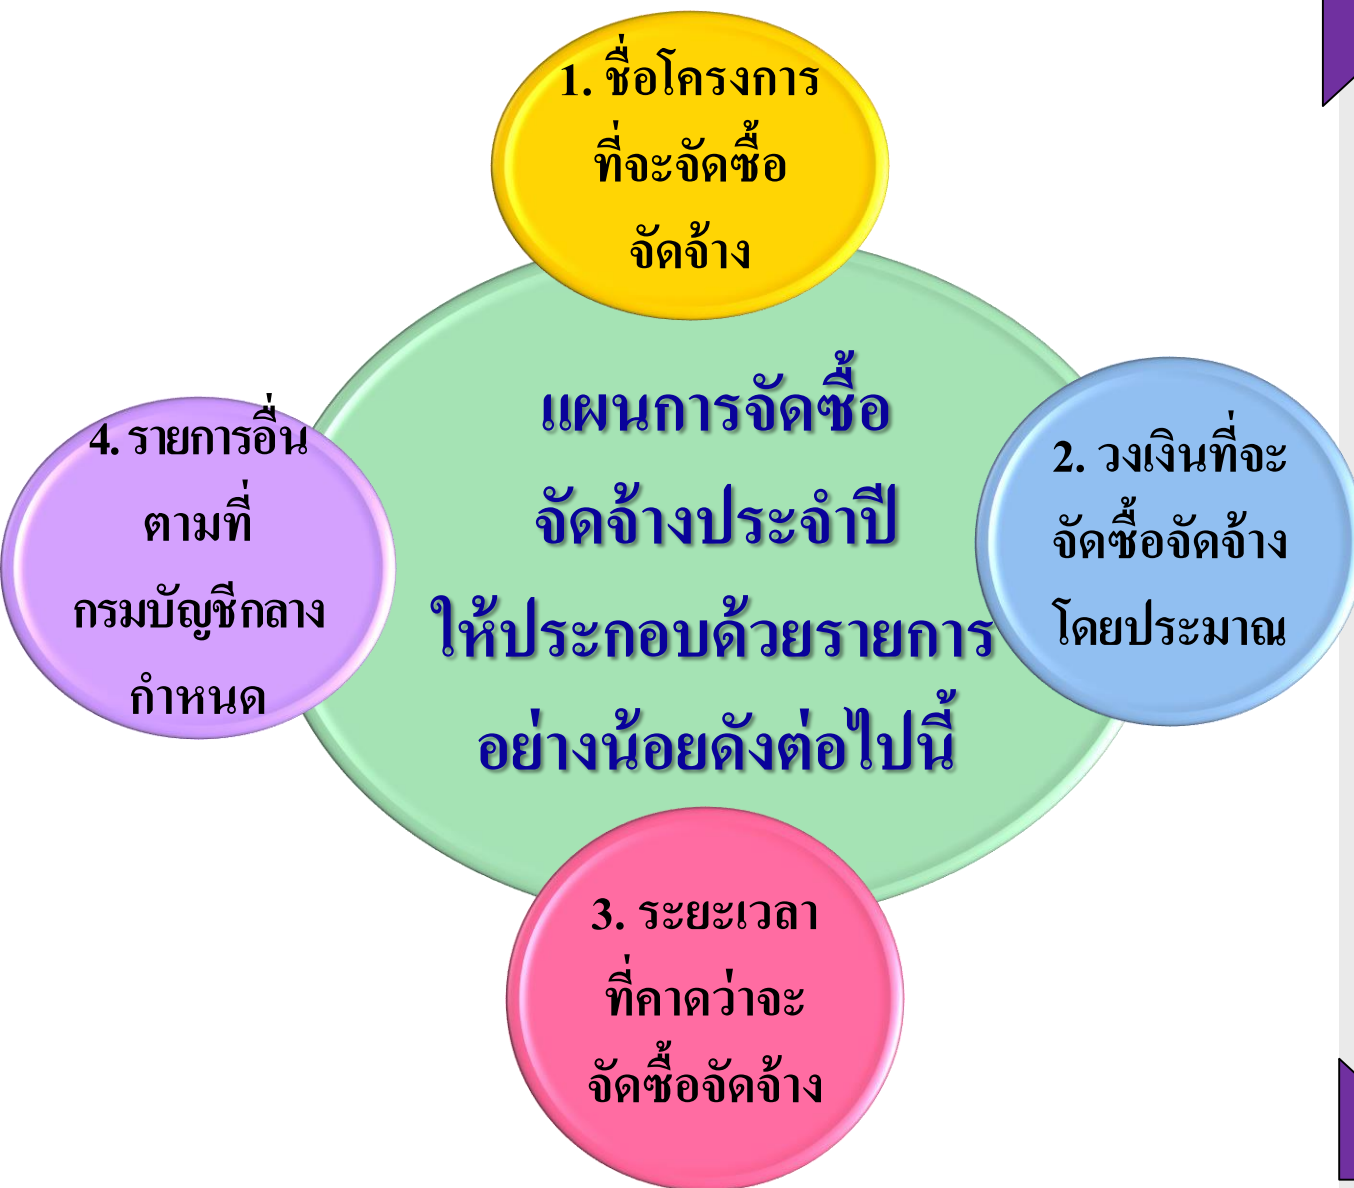 1. ชื่อโครงการ
ที่จะจัดซื้อ
จัดจ้าง
แผนการจัดซื้อ
จัดจ้างประจำปี
ให้ประกอบด้วยรายการ
อย่างน้อยดังต่อไปนี้
2. วงเงินที่จะ
จัดซื้อจัดจ้าง
โดยประมาณ
3. ระยะเวลา
ที่คาดว่าจะ
จัดซื้อจัดจ้าง
4. รายการอื่น
ตามที่
กรมบัญชีกลาง
กำหนด